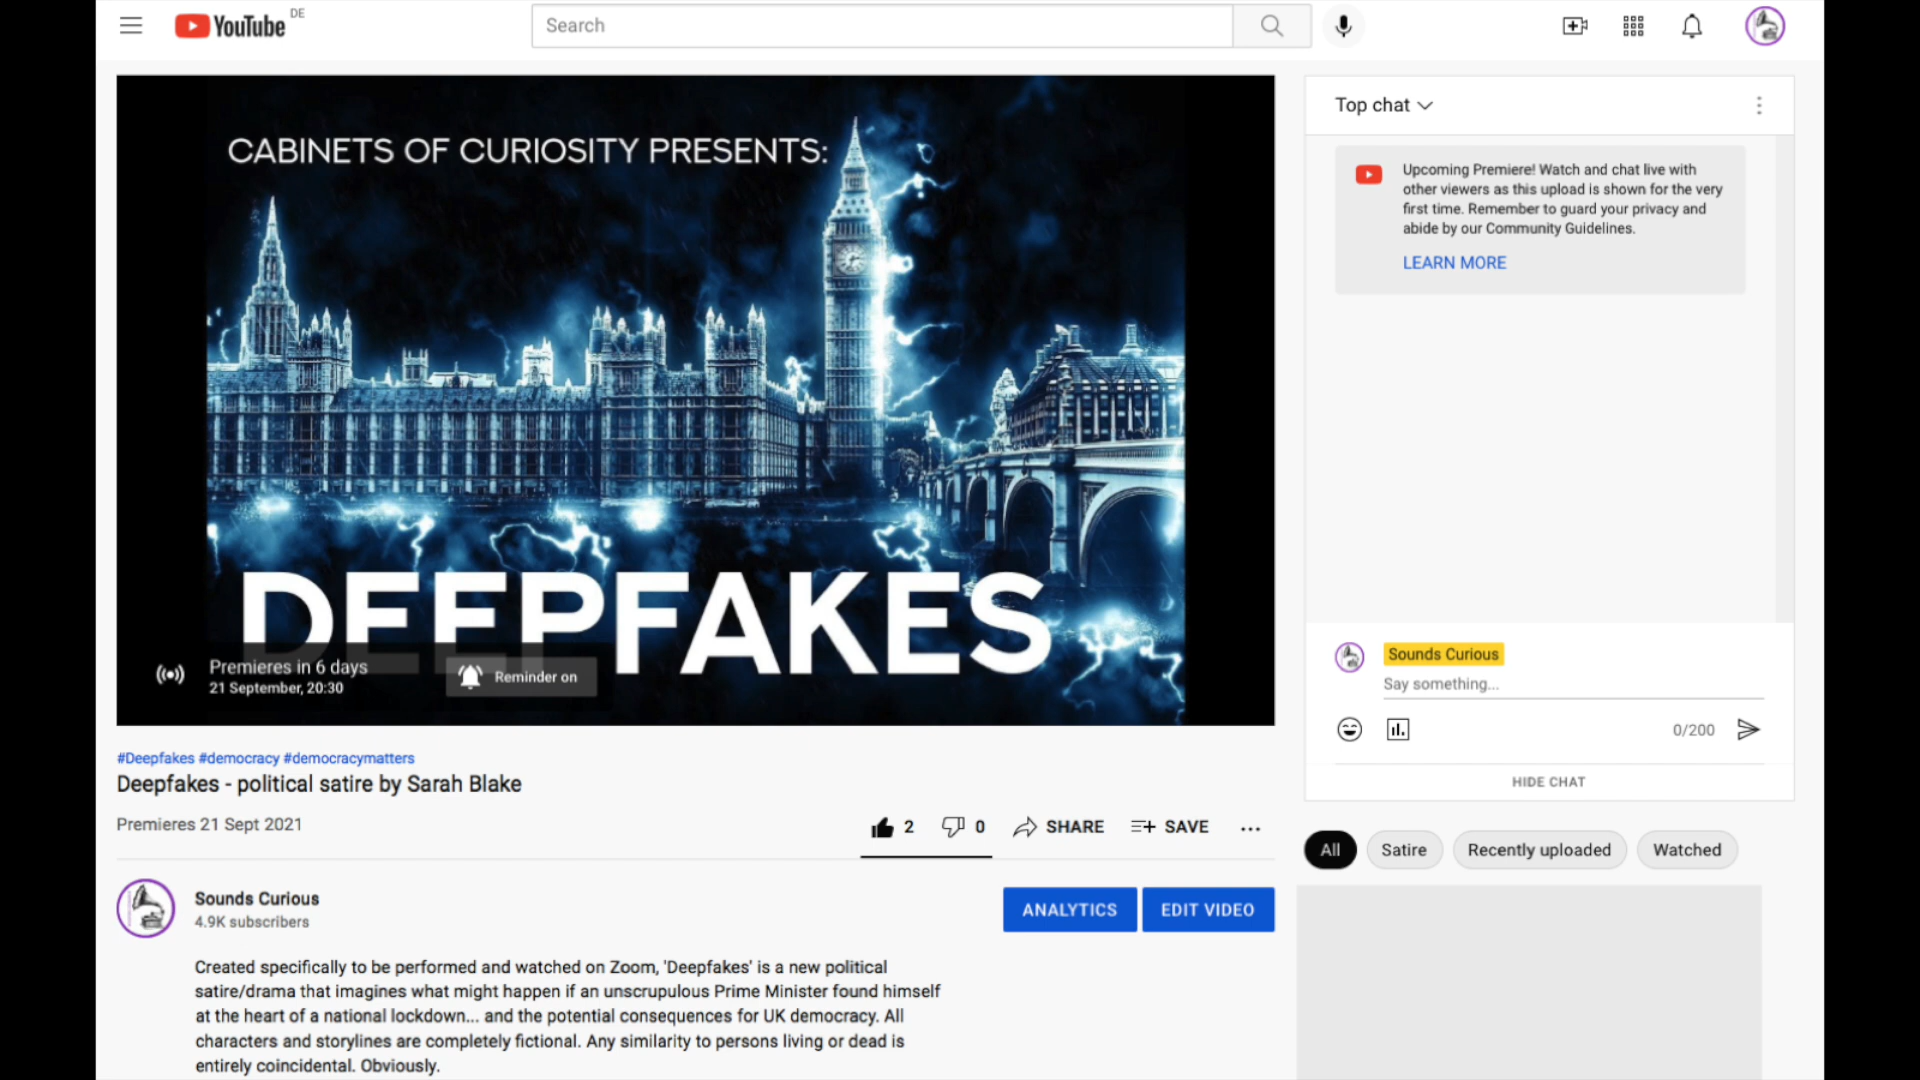 YouTube DE
Search
CABINETS OF CURIOSITY PRESENTS:
DEEPFAKES
Premieres in 6 days
21 September, 20:30
Reminder on
#Deepfakes #democracy #democracymatters
Deepfakes - political satire by Sarah Blake
Premieres 21 Sept 2021
2
0
SHARE
SAVE
Sounds Curious
4.9K subscribers
ANALYTICS
EDIT VIDEO
Created specifically to be performed and watched on Zoom, 'Deepfakes' is a new political
satire/drama that imagines what might happen if an unscrupulous Prime Minister found himself
at the heart of a national lockdown... and the potential consequences for UK democracy. All
characters and storylines are completely fictional. Any similarity to persons living or dead is
entirely coincidental. Obviously.
Top chat
Upcoming Premiere! Watch and chat live with
other viewers as this upload is shown for the very
first time. Remember to guard your privacy and
abide by our Community Guidelines.
LEARN MORE
Sounds Curious
Say something...
0/200
HIDE CHAT
All
Satire
Recently uploaded
Watched